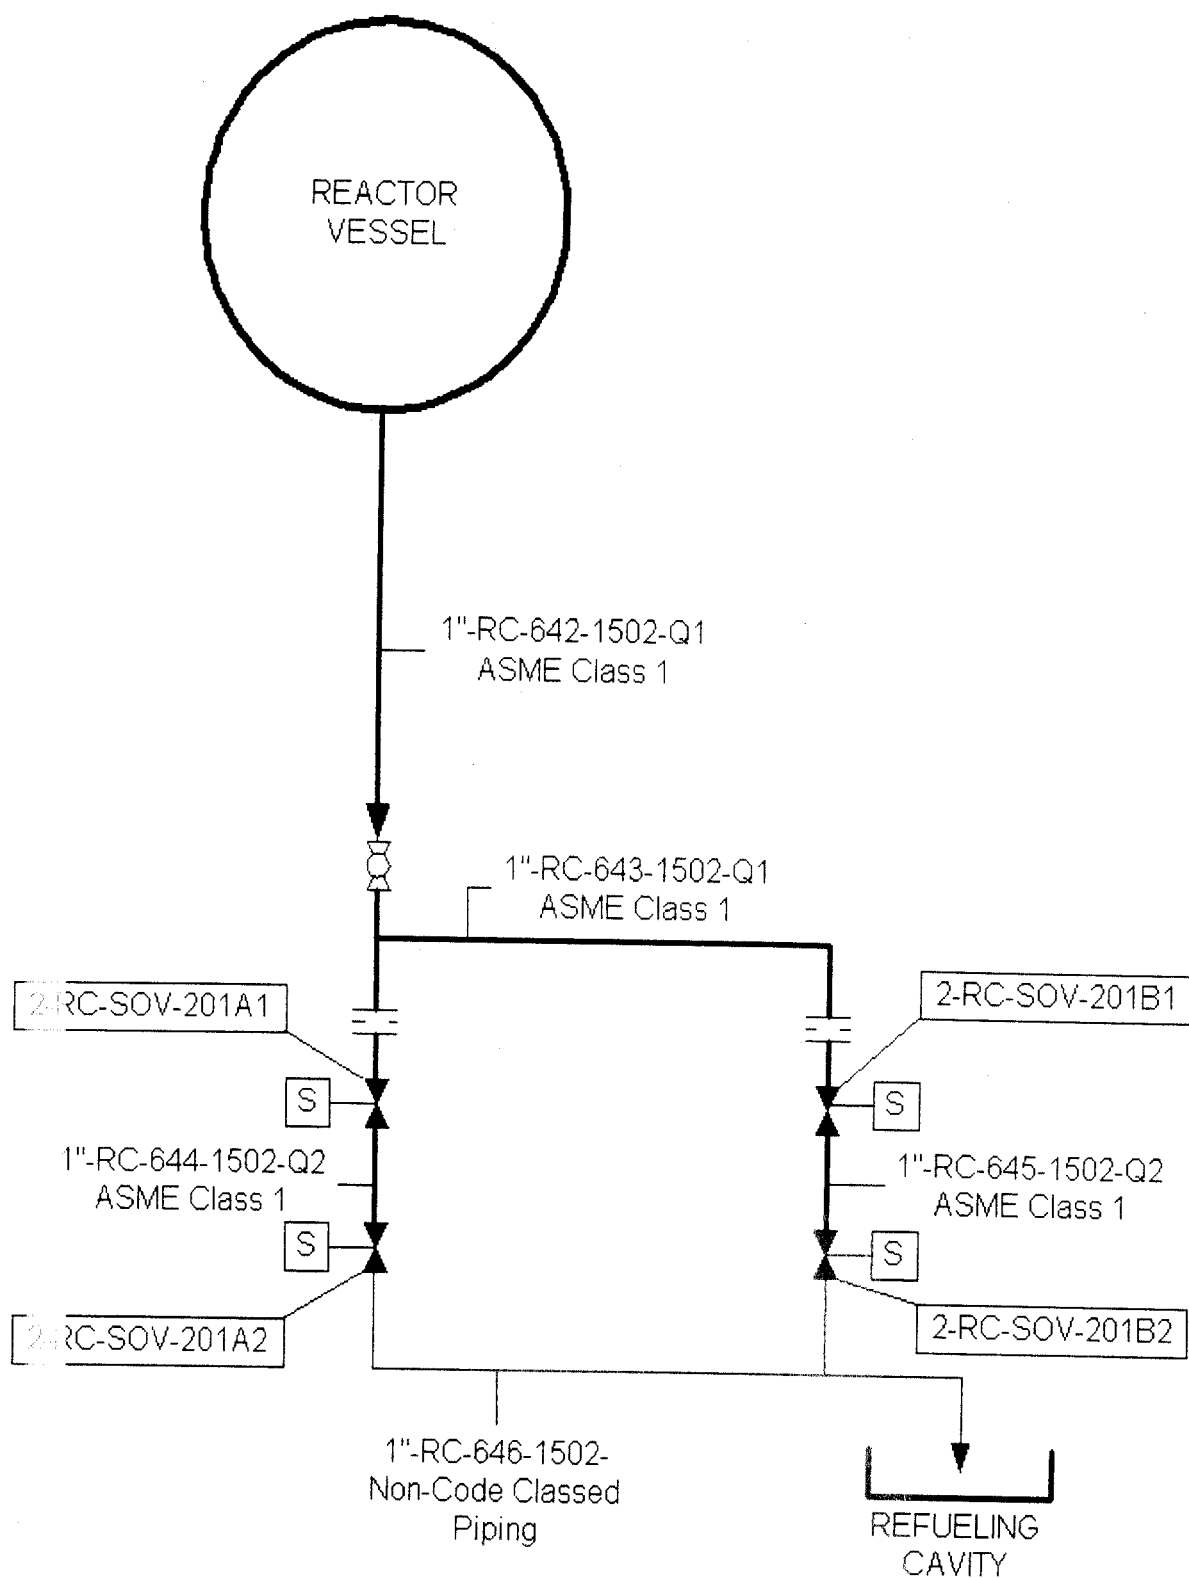 REACTOR
VESSEL
1"-RC-642-1502-Q1
ASME Class 1
1"-RC-643-1502-Q1
ASME Class 1
2-RC-SOV-201A1
2-RC-SOV-201B1
S
S
1"-RC-644-1502-Q2
ASME Class 1
1"-RC-645-1502-Q2
ASME Class 1
S
S
2-RC-SOV-201A2
2-RC-SOV-201B2
1"-RC-646-1502-
Non-Code Classed
Piping
REFUELING
CAVITY